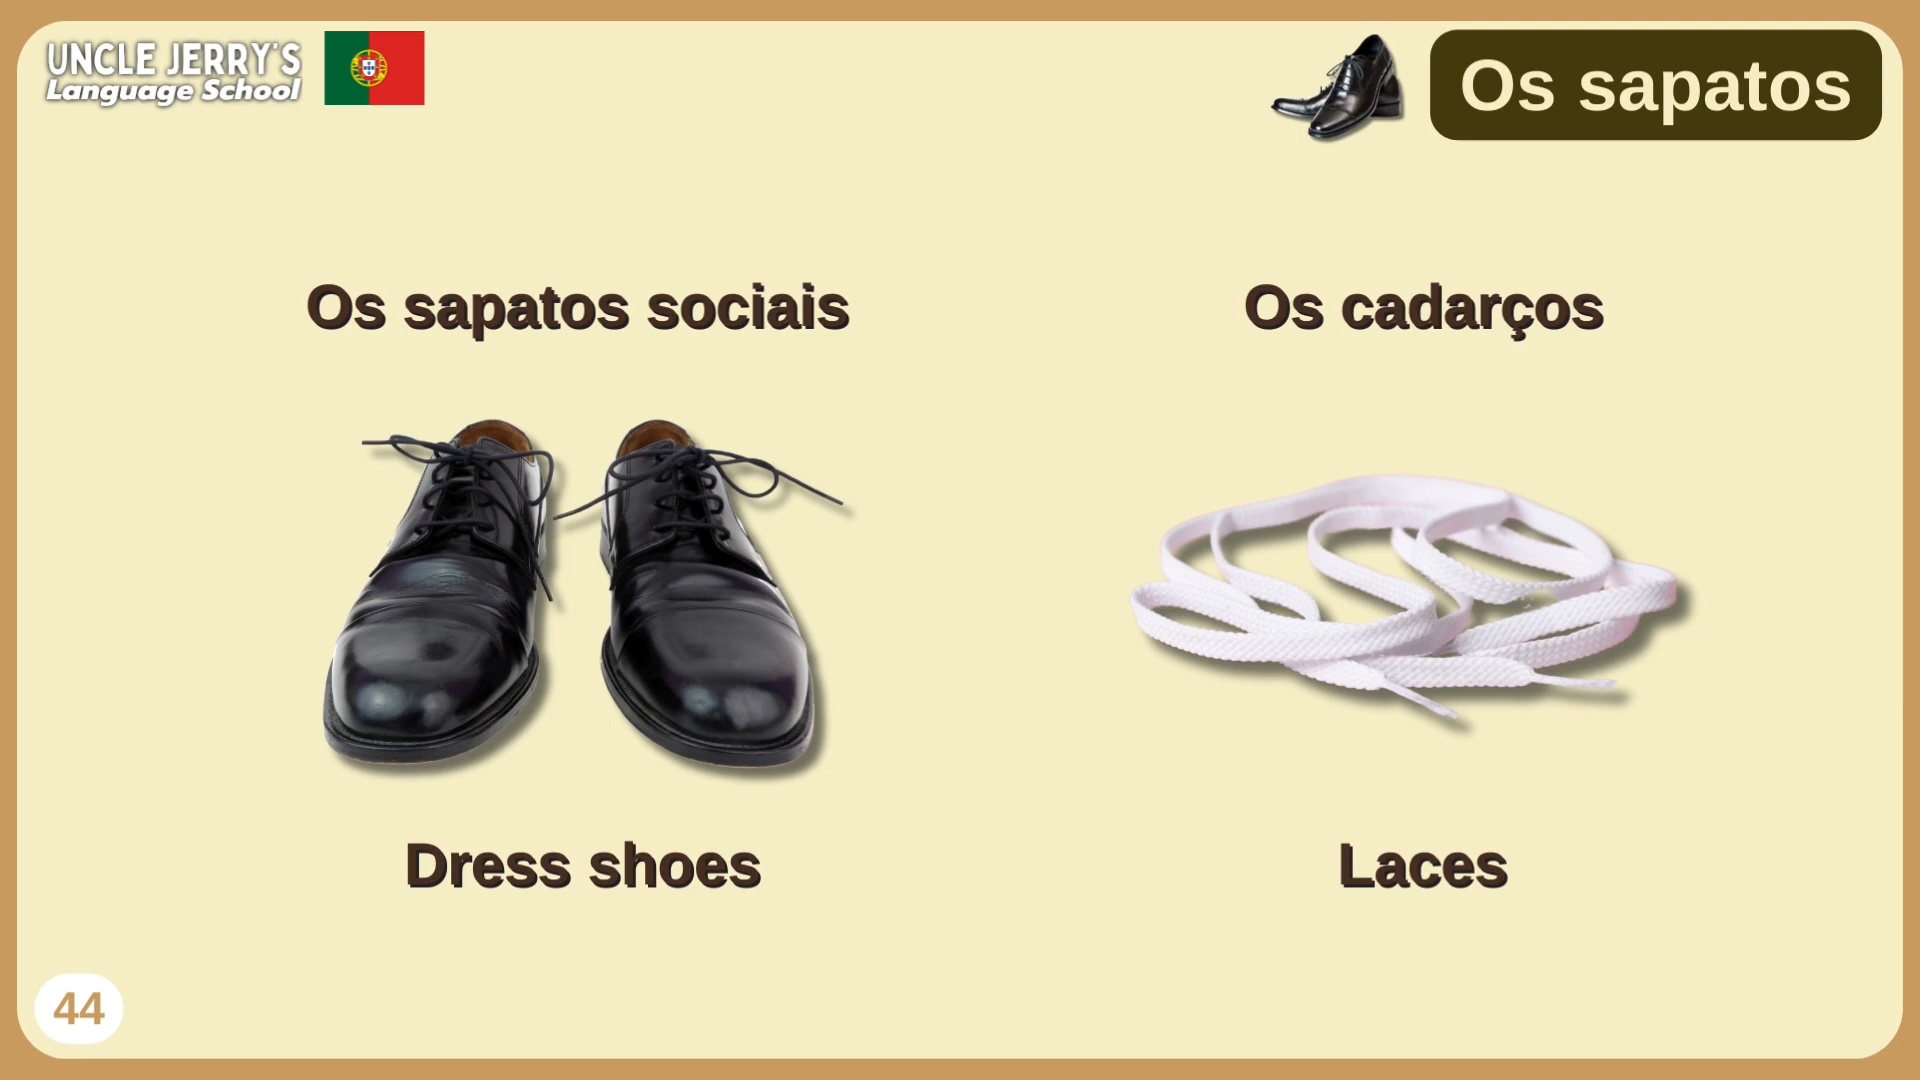 UNCLE JERRY'S
Language School
Os sapatos
Os sapatos sociais
Os cadarços
Dress shoes
Laces
44